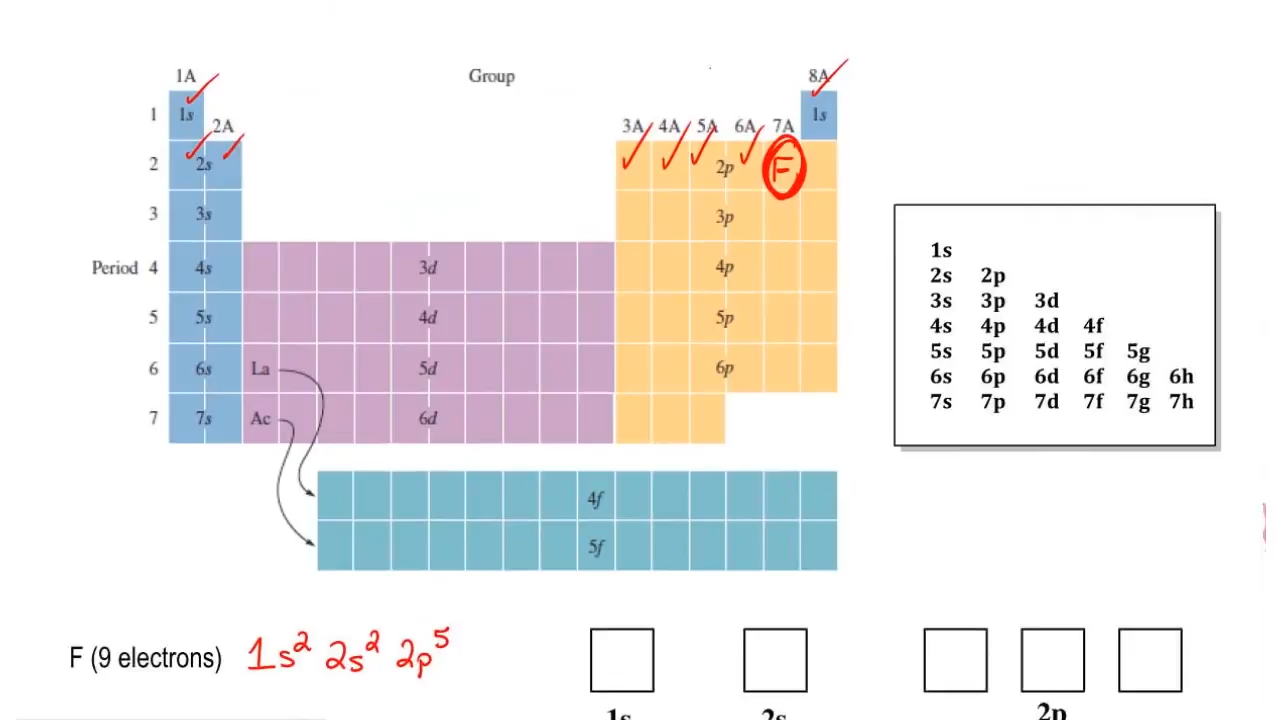 1A Group 8A
1 1s 2A 3A 4A 5A 6A 7A 1s
2 2s 2p F
3 3s 3p
Period 4 4s 3d 4p
5 5s 4d 5p
6 6s La 5d 6p
7 7s Ac 6d
4f
5f
1s
2s 2p
3s 3p 3d
4s 4p 4d 4f
5s 5p 5d 5f 5g
6s 6p 6d 6f 6g 6h
7s 7p 7d 7f 7g 7h
F (9 electrons) 1s² 2s² 2p⁵
1s 2s 2p